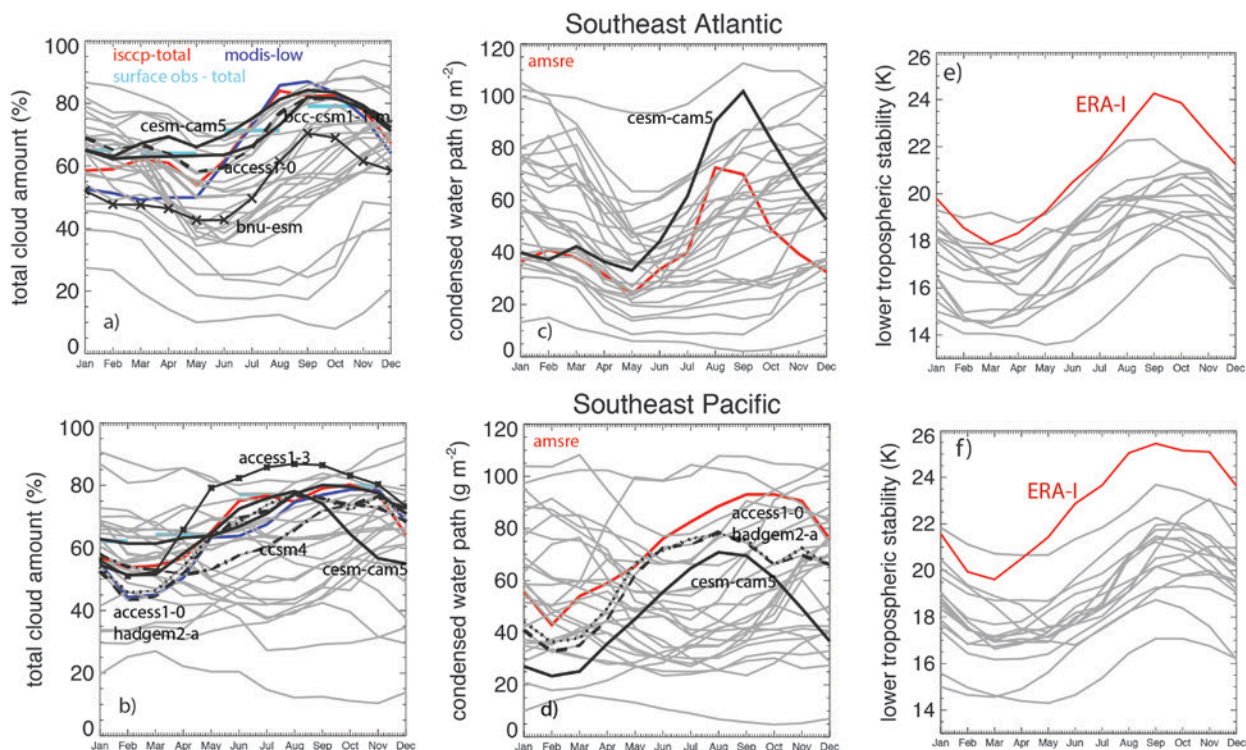 Southeast Atlantic
total cloud amount (%)
100
80
60
40
20
0
isccp-total
modis-low
surface obs - total
cesm-cam5
bcc-csm1-1-m
access1-0
bnu-esm
a)
Jan Feb Mar Apr May Jun Jul Aug Sep Oct Nov Dec
condensed water path (g m-2)
120
100
80
60
40
20
0
amsre
cesm-cam5
c)
Jan Feb Mar Apr May Jun Jul Aug Sep Oct Nov Dec
lower tropospheric stability (K)
26
24
22
20
18
16
14
e)
ERA-I
Jan Feb Mar Apr May Jun Jul Aug Sep Oct Nov Dec
Southeast Pacific
total cloud amount (%)
100
80
60
40
20
0
access1-3
ccsm4
cesm-cam5
access1-0
hadgem2-a
b)
Jan Feb Mar Apr May Jun Jul Aug Sep Oct Nov Dec
condensed water path (g m-2)
120
100
80
60
40
20
0
amsre
access1-0
hadgem2-a
cesm-cam5
d)
Jan Feb Mar Apr May Jun Jul Aug Sep Oct Nov Dec
lower tropospheric stability (K)
26
24
22
20
18
16
14
13
f)
ERA-I
Jan Feb Mar Apr May Jun Jul Aug Sep Oct Nov Dec